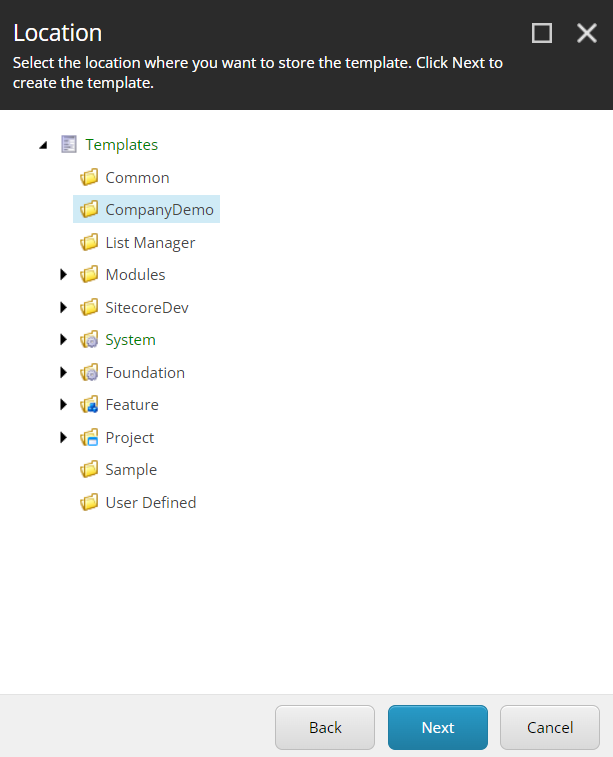 Location
Select the location where you want to store the template. Click Next to
create the template.
Templates
Common
CompanyDemo
List Manager
Modules
SitecoreDev
System
Foundation
Feature
Project
Sample
User Defined
Back Next Cancel